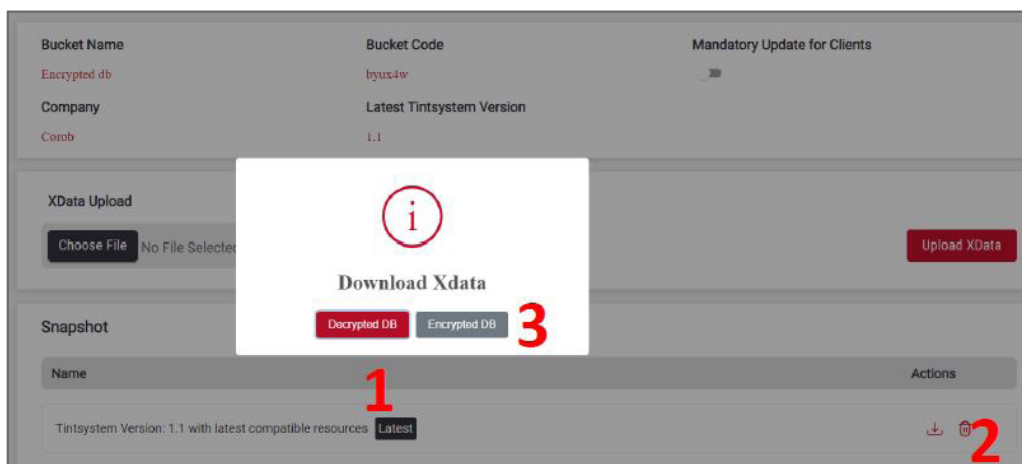 Bucket Name Bucket Code Mandatory Update for Clients
Encrypted db byux4w
Company Latest Tintsystem Version
Corob 1.1
XData Upload
Choose File No File Selected Upload XData
i
Download Xdata
Decrypted DB Encrypted DB 3
Snapshot
Name 1 Actions
Tintsystem Version: 1.1 with latest compatible resources Latest 2